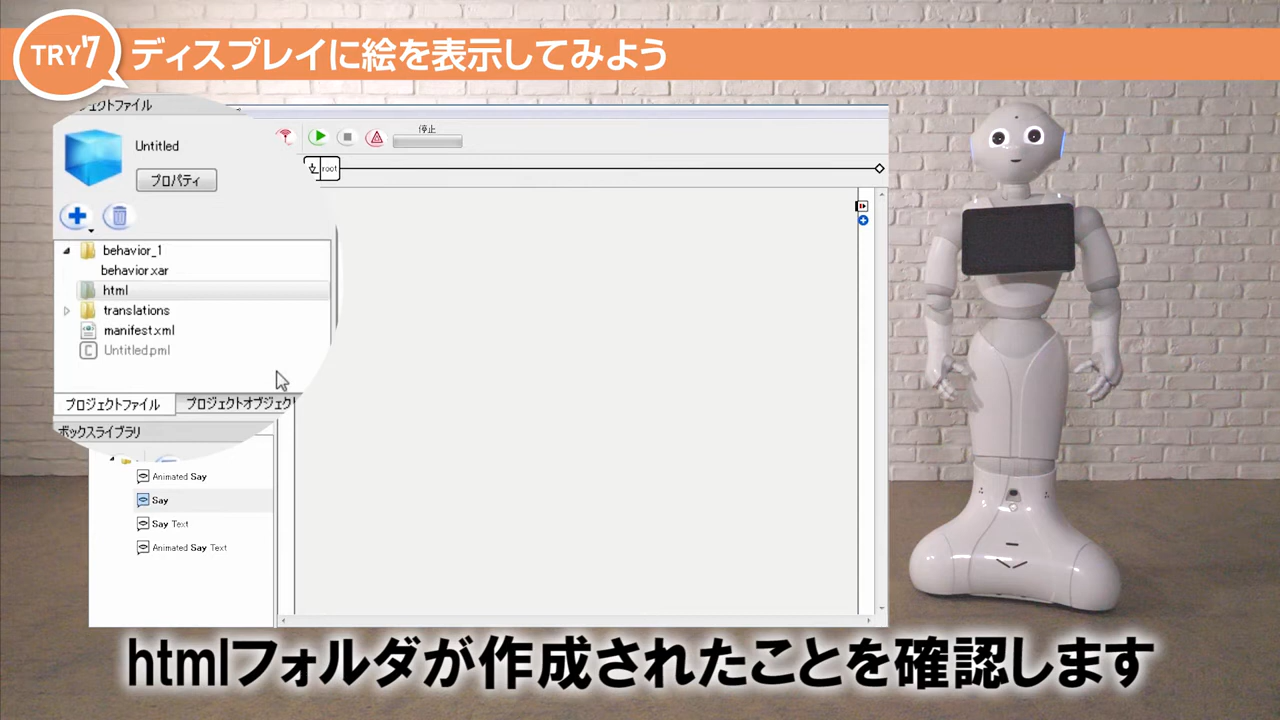 TRY 7
ディスプレイに絵を表示してみよう
ジェクトファイル
Untitled
プロパティ
停止
root
behavior_1
behavior.xar
html
translations
manifest.xml
Untitled.pml
プロジェクトファイル
プロジェクトオブジェクト
ボックスライブラリ
Animated Say
Say
Say Text
Animated Say Text
htmlフォルダが作成されたことを確認します